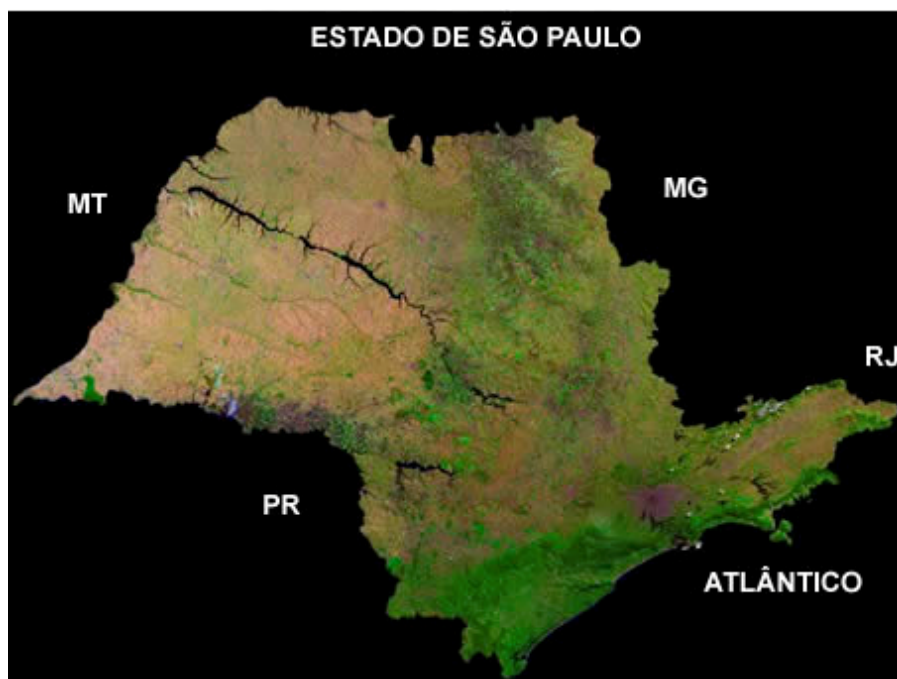 ESTADO DE SÃO PAULO
MT
MG
RJ
PR
ATLÂNTICO